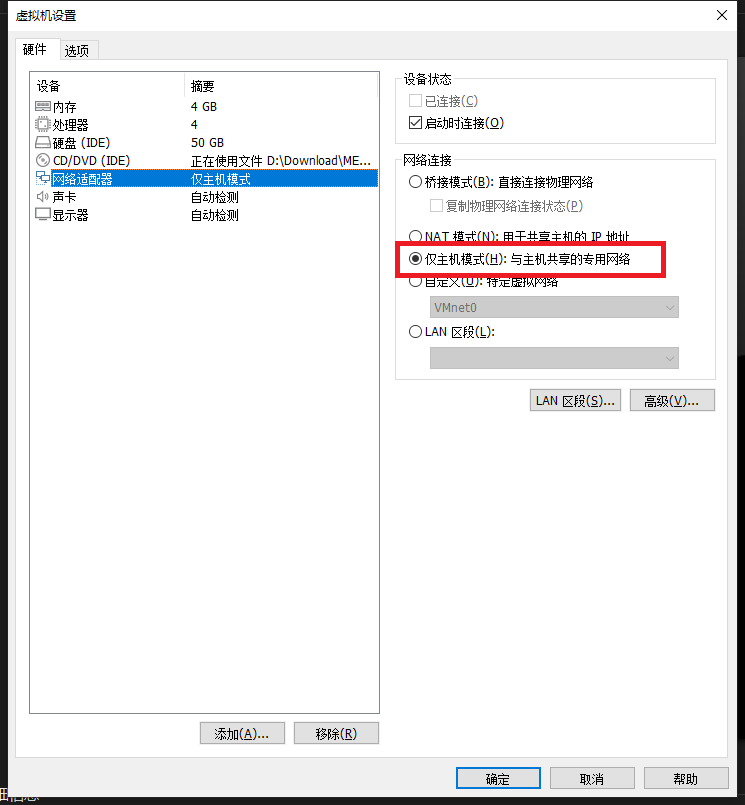 虚拟机设置
硬件 选项
设备 摘要
内存 4 GB
处理器 4
硬盘 (IDE) 50 GB
CD/DVD (IDE) 正在使用文件 D:\Download\ME...
网络适配器 仅主机模式
声卡 自动检测
显示器 自动检测
添加(A)... 移除(R)
设备状态
已连接(C)
启动时连接(O)
网络连接
桥接模式(B): 直接连接物理网络
复制物理网络连接状态(P)
NAT 模式(N): 用于共享主机的 IP 地址
仅主机模式(H): 与主机共享的专用网络
自定义(U): 特定虚拟网络
VMnet0
LAN 区段(L):
LAN 区段(S)... 高级(V)...
确定 取消 帮助
细信息